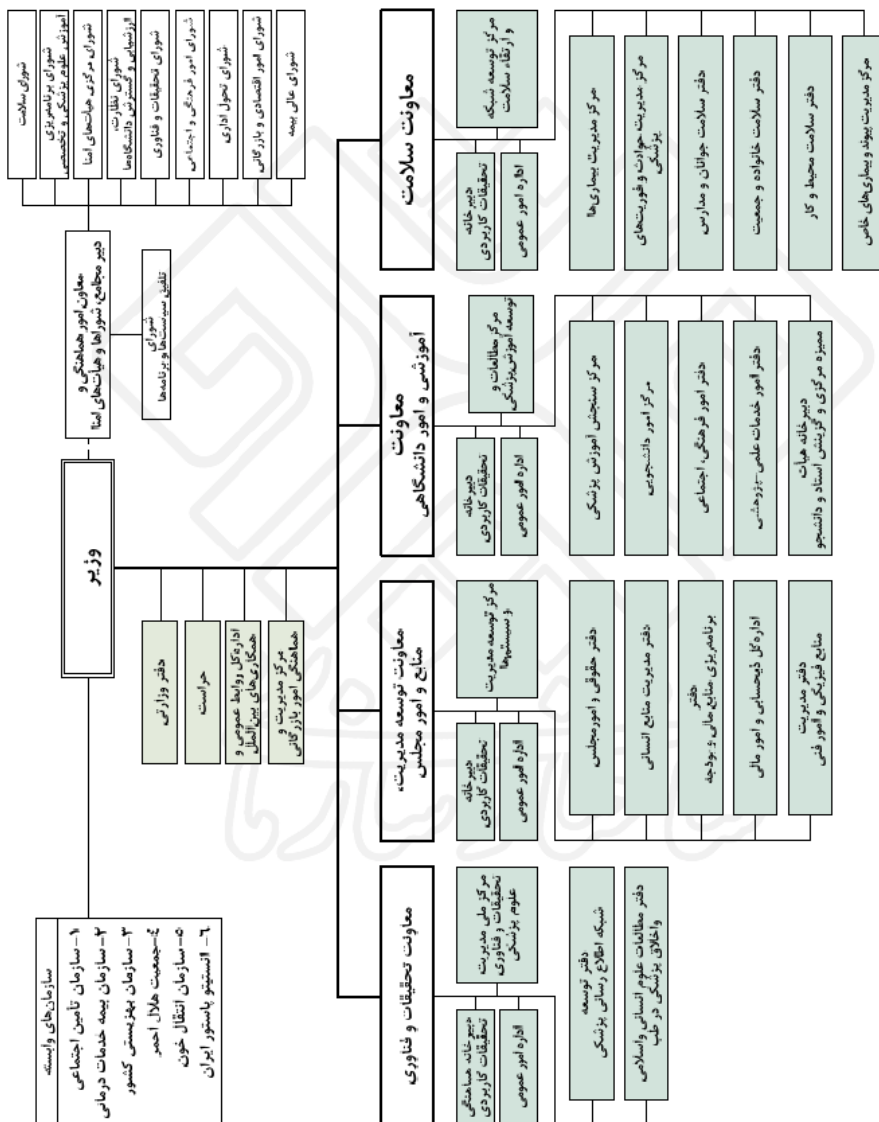 شورای سلامت
شورای برنامه‌ریزی
آموزش علوم پزشکی و تخصصی
شورای مرکزی هیأت‌های امنا
شورای نظارت،
ارزشیابی و گسترش دانشگاه‌ها
شورای تحقیقات و فناوری
شورای امور فرهنگی و اجتماعی
شورای تحول اداری
شورای امور اقتصادی و بازرگانی
شورای عالی بیمه
معاون امور هماهنگی و
دبیر مجامع، شوراها و هیأت‌های امنا
شورای
تلفیق سیاست‌ها و برنامه‌ها
وزیر
دفتر وزارتی
حراست
اداره کل روابط عمومی و
همکاری‌های بین‌الملل
مرکز مدیریت و
هماهنگی امور بازرگانی
سازمان‌های وابسته
۱- سازمان تأمین اجتماعی
۲- سازمان بیمه خدمات درمانی
۳- سازمان بهزیستی کشور
٤- جمعیت هلال احمر
۵- سازمان انتقال خون
٦- انستیتو پاستور ایران
معاونت سلامت
مرکز توسعه شبکه
و ارتقاء سلامت
دبیرخانه
تحقیقات کاربردی
اداره امور عمومی
مرکز مدیریت بیماری‌ها
مرکز مدیریت حوادث و فوریت‌های
پزشکی
دفتر سلامت جوانان و مدارس
دفتر سلامت خانواده و جمعیت
دفتر سلامت محیط و کار
مرکز مدیریت پیوند و بیماری‌های خاص
معاونت
آموزشی و امور دانشگاهی
مرکز مطالعات و
توسعه آموزش پزشکی
دبیرخانه
تحقیقات کاربردی
اداره امور عمومی
مرکز سنجش آموزش پزشکی
مرکز امور دانشجویی
دفتر امور فرهنگی، اجتماعی
دفتر امور خدمات علمی-پژوهشی
دبیرخانه هیأت
ممیزه مرکزی و گزینش استاد و دانشجو
معاونت توسعه مدیریت،
منابع و امور مجلس
مرکز توسعه مدیریت
و سیستم‌ها
دبیرخانه
تحقیقات کاربردی
اداره امور عمومی
دفتر حقوقی و امور مجلس
دفتر مدیریت منابع انسانی
دفتر
برنامه‌ریزی منابع مالی و بودجه
اداره کل ذیحسابی و امور مالی
دفتر مدیریت
منابع فیزیکی و امور فنی
معاونت تحقیقات و فناوری
مرکز ملی مدیریت
تحقیقات و فناوری
علوم پزشکی
دبیرخانه هماهنگی
تحقیقات کاربردی
اداره امور عمومی
دفتر توسعه
شبکه اطلاع رسانی پزشکی
دفتر مطالعات علوم انسانی و اسلامی
و اخلاق پزشکی در طب